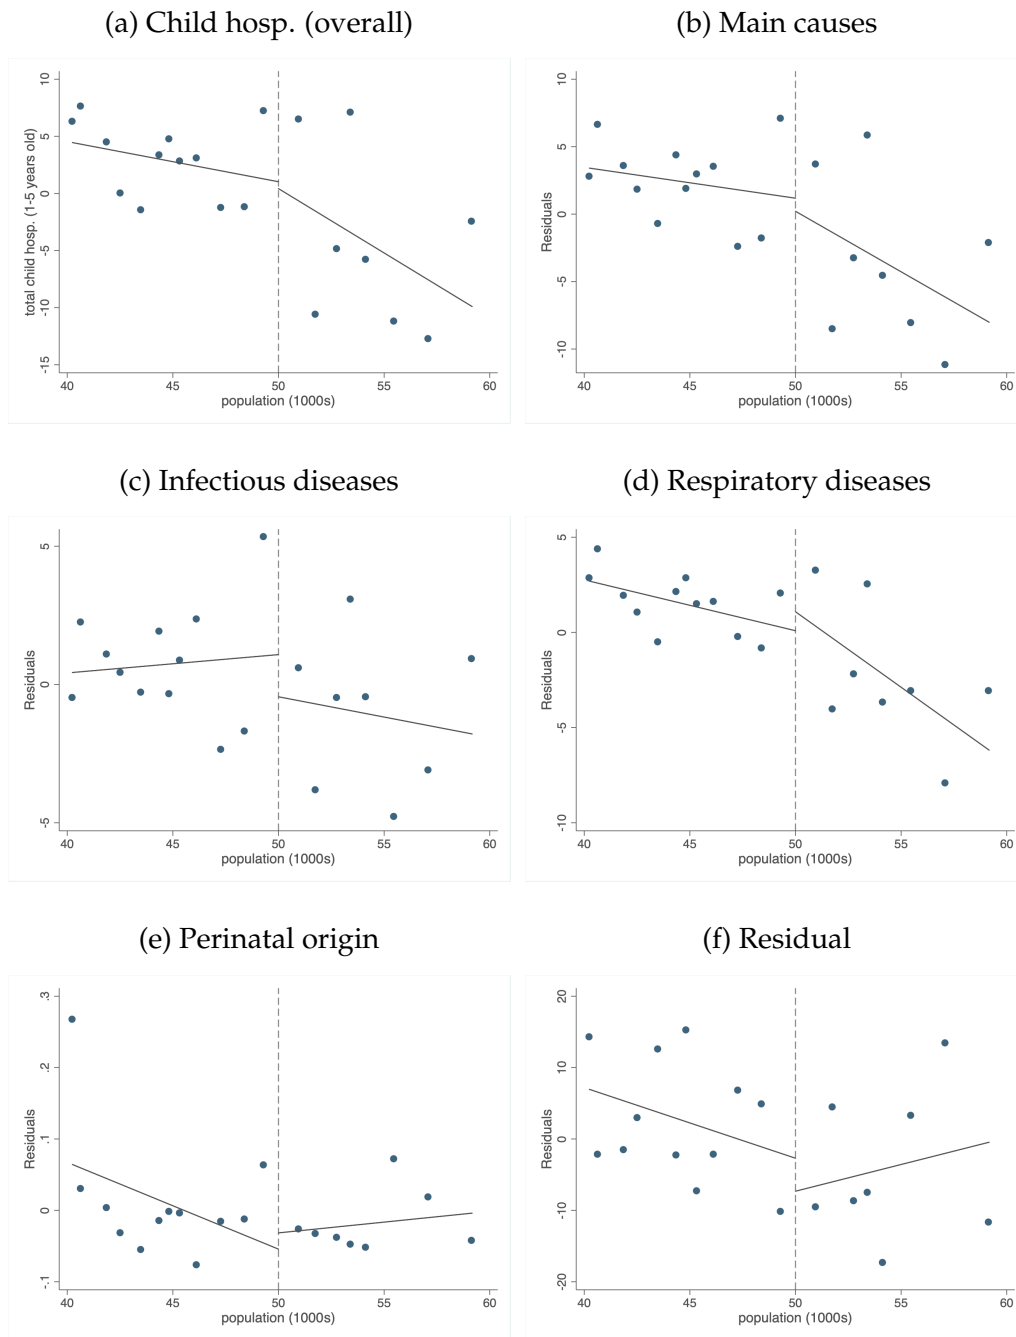 (a) Child hosp. (overall)
total child hosp. (1-5 years old)
10
5
0
-5
-10
-15
40 45 50 55 60
population (1000s)
(b) Main causes
Residuals
10
5
0
-5
-10
40 45 50 55 60
population (1000s)
(c) Infectious diseases
Residuals
5
0
-5
40 45 50 55 60
population (1000s)
(d) Respiratory diseases
Residuals
5
0
-5
-10
40 45 50 55 60
population (1000s)
(e) Perinatal origin
Residuals
.3
.2
.1
0
-.1
40 45 50 55 60
population (1000s)
(f) Residual
Residuals
20
10
0
-10
-20
40 45 50 55 60
population (1000s)